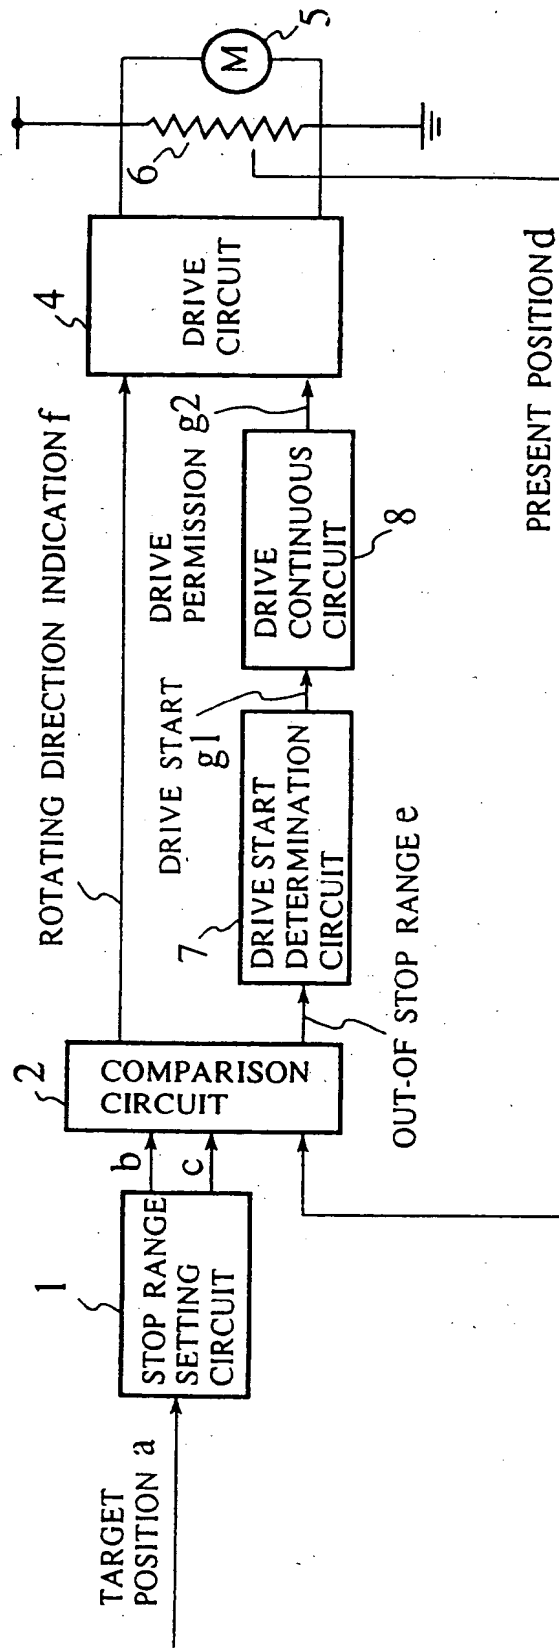 TARGET
POSITION a
1
STOP RANGE
SETTING
CIRCUIT
b
c
2
COMPARISON
CIRCUIT
ROTATING DIRECTION INDICATION f
OUT-OF STOP RANGE e
7
DRIVE START
DETERMINATION
CIRCUIT
DRIVE START
g1
DRIVE
CONTINUOUS
CIRCUIT
8
DRIVE
PERMISSION g2
4
DRIVE
CIRCUIT
6
M
5
PRESENT POSITION d